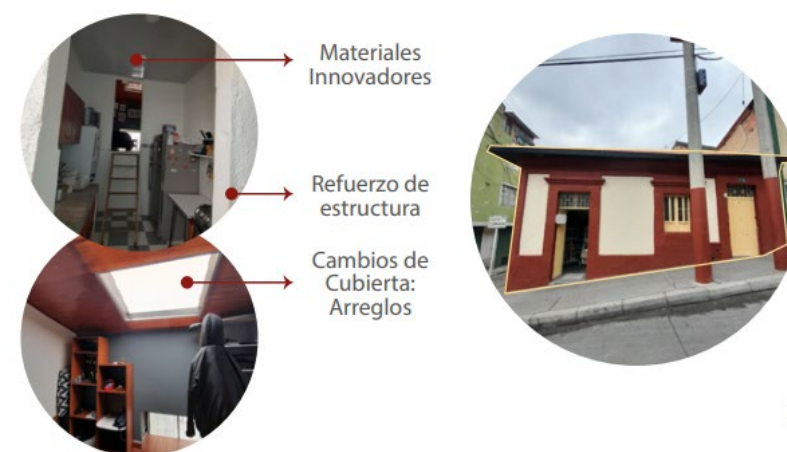 Materiales
Innovadores
Refuerzo de
estructura
Cambios de
Cubierta:
Arreglos